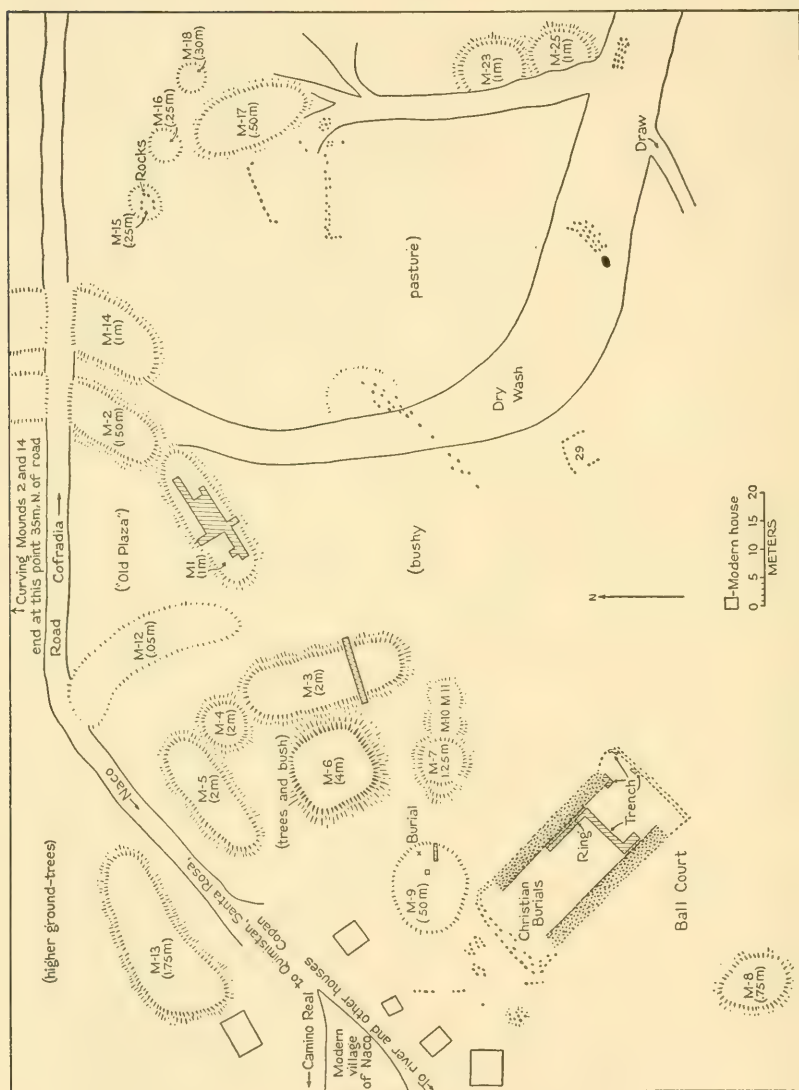 ↑ Curving Mounds 2 and 14
end at this point 35m. N. of road
Road Cofradia →
← Naco
(higher ground-trees)
M-13
(1.75m)
to Quimistan, Santa Rosa,
Copan
← Camino Real
Modern
village
of Naco
← To river and other houses
M-12
(.05m)
("Old Plaza")
M1
(1m)
M-2
(1.50m)
M-14
(1m)
M-15
(.25m)
Rocks
M-16
(.25m)
M-18
(.30m)
M-17
(.50m)
M-23
(1m)
M-25
(1m)
M-5
(2m)
M-4
(2m)
M-3
(2m)
(trees and bush)
M-6
(4m)
M-7
1.25m
M-10 M 11
M-9
(.50m)
Burial
(bushy
pasture)
Dry
Wash
Draw
29
Christian
Burials
Ring
Trench
Ball Court
M-8
(.75m)
N
□-Modern house
0 5 10 15 20
METERS